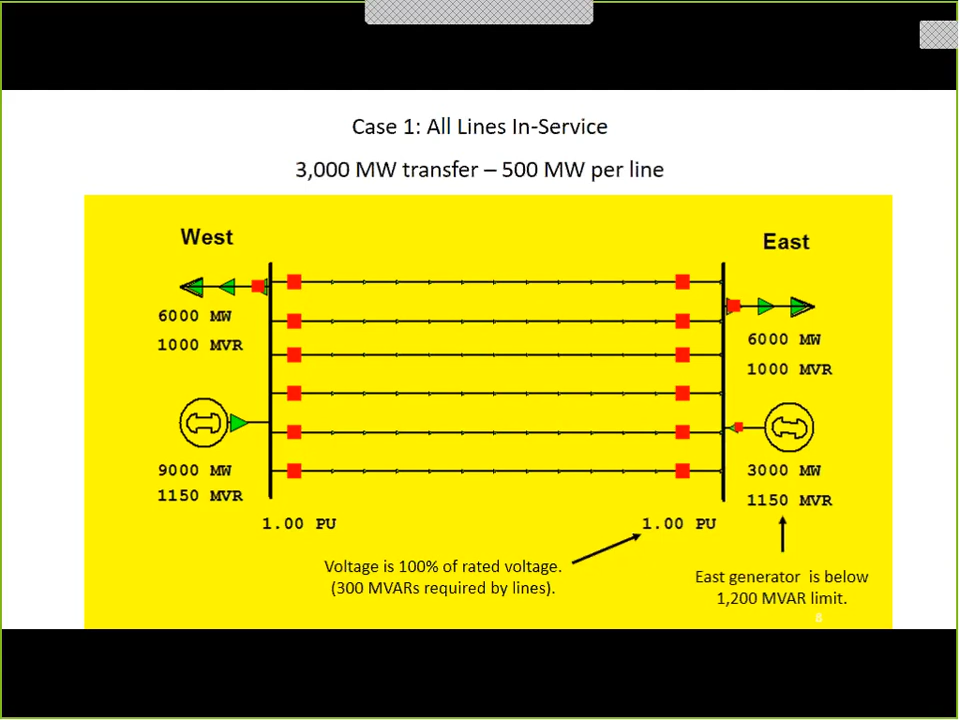 Case 1: All Lines In-Service
3,000 MW transfer – 500 MW per line
West
East
6000 MW
1000 MVR
6000 MW
1000 MVR
9000 MW
1150 MVR
3000 MW
1150 MVR
1.00 PU
1.00 PU
Voltage is 100% of rated voltage.
(300 MVARs required by lines).
East generator is below
1,200 MVAR limit.
8